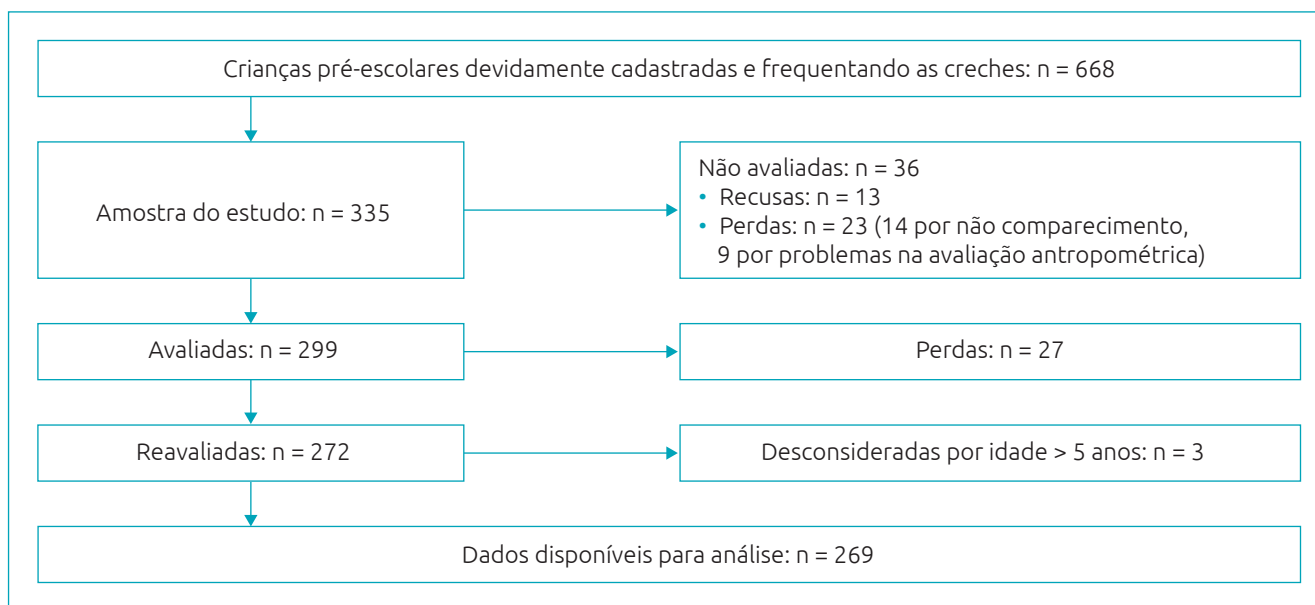 Crianças pré-escolares devidamente cadastradas e frequentando as creches: n = 668
Amostra do estudo: n = 335
Não avaliadas: n = 36
• Recusas: n = 13
• Perdas: n = 23 (14 por não comparecimento,
9 por problemas na avaliação antropométrica)
Avaliadas: n = 299
Perdas: n = 27
Reavaliadas: n = 272
Desconsideradas por idade > 5 anos: n = 3
Dados disponíveis para análise: n = 269